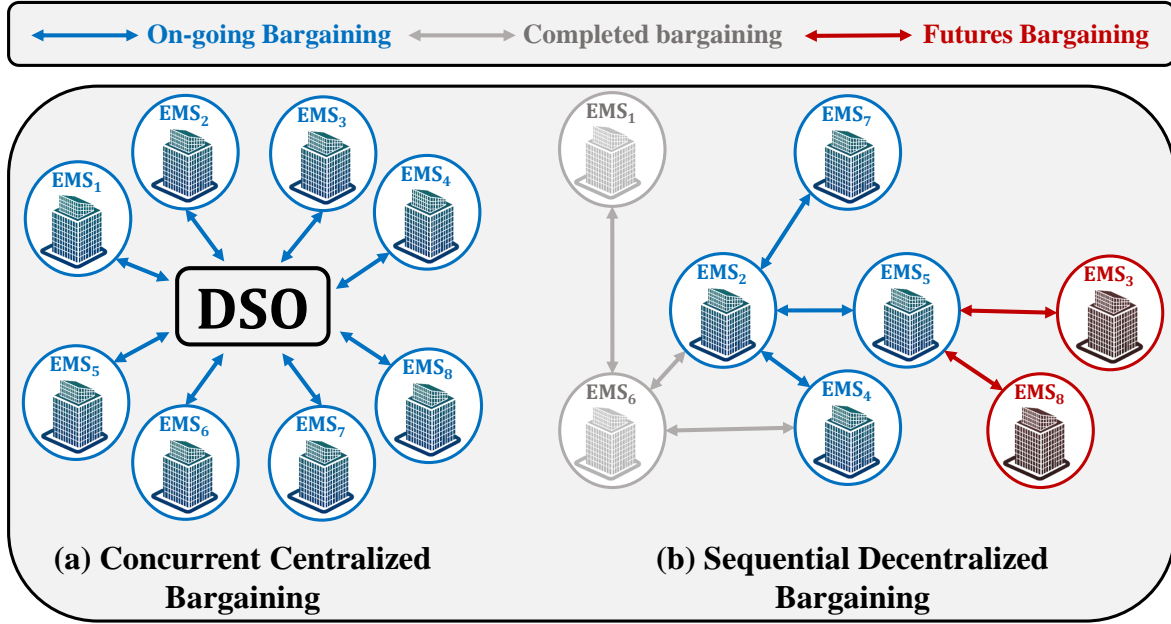 On-going Bargaining
Completed bargaining
Futures Bargaining
EMS₂
EMS₃
EMS₁
EMS₄
DSO
EMS₅
EMS₈
EMS₆
EMS₇
(a) Concurrent Centralized
Bargaining
EMS₁
EMS₇
EMS₂
EMS₅
EMS₃
EMS₆
EMS₄
EMS₈
(b) Sequential Decentralized
Bargaining